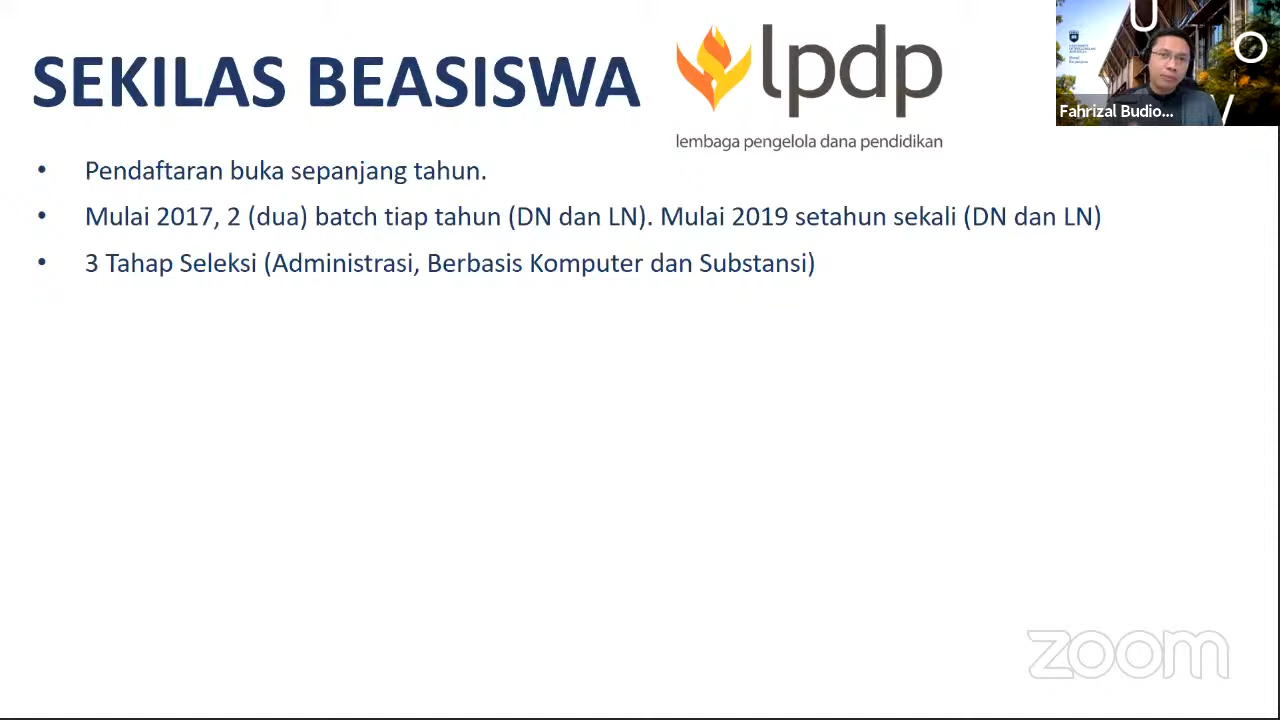 SEKILAS BEASISWA
lpdp
lembaga pengelola dana pendidikan
• Pendaftaran buka sepanjang tahun.
• Mulai 2017, 2 (dua) batch tiap tahun (DN dan LN). Mulai 2019 setahun sekali (DN dan LN)
• 3 Tahap Seleksi (Administrasi, Berbasis Komputer dan Substansi)
U
O
/
Fahrizal Budio...
zoom